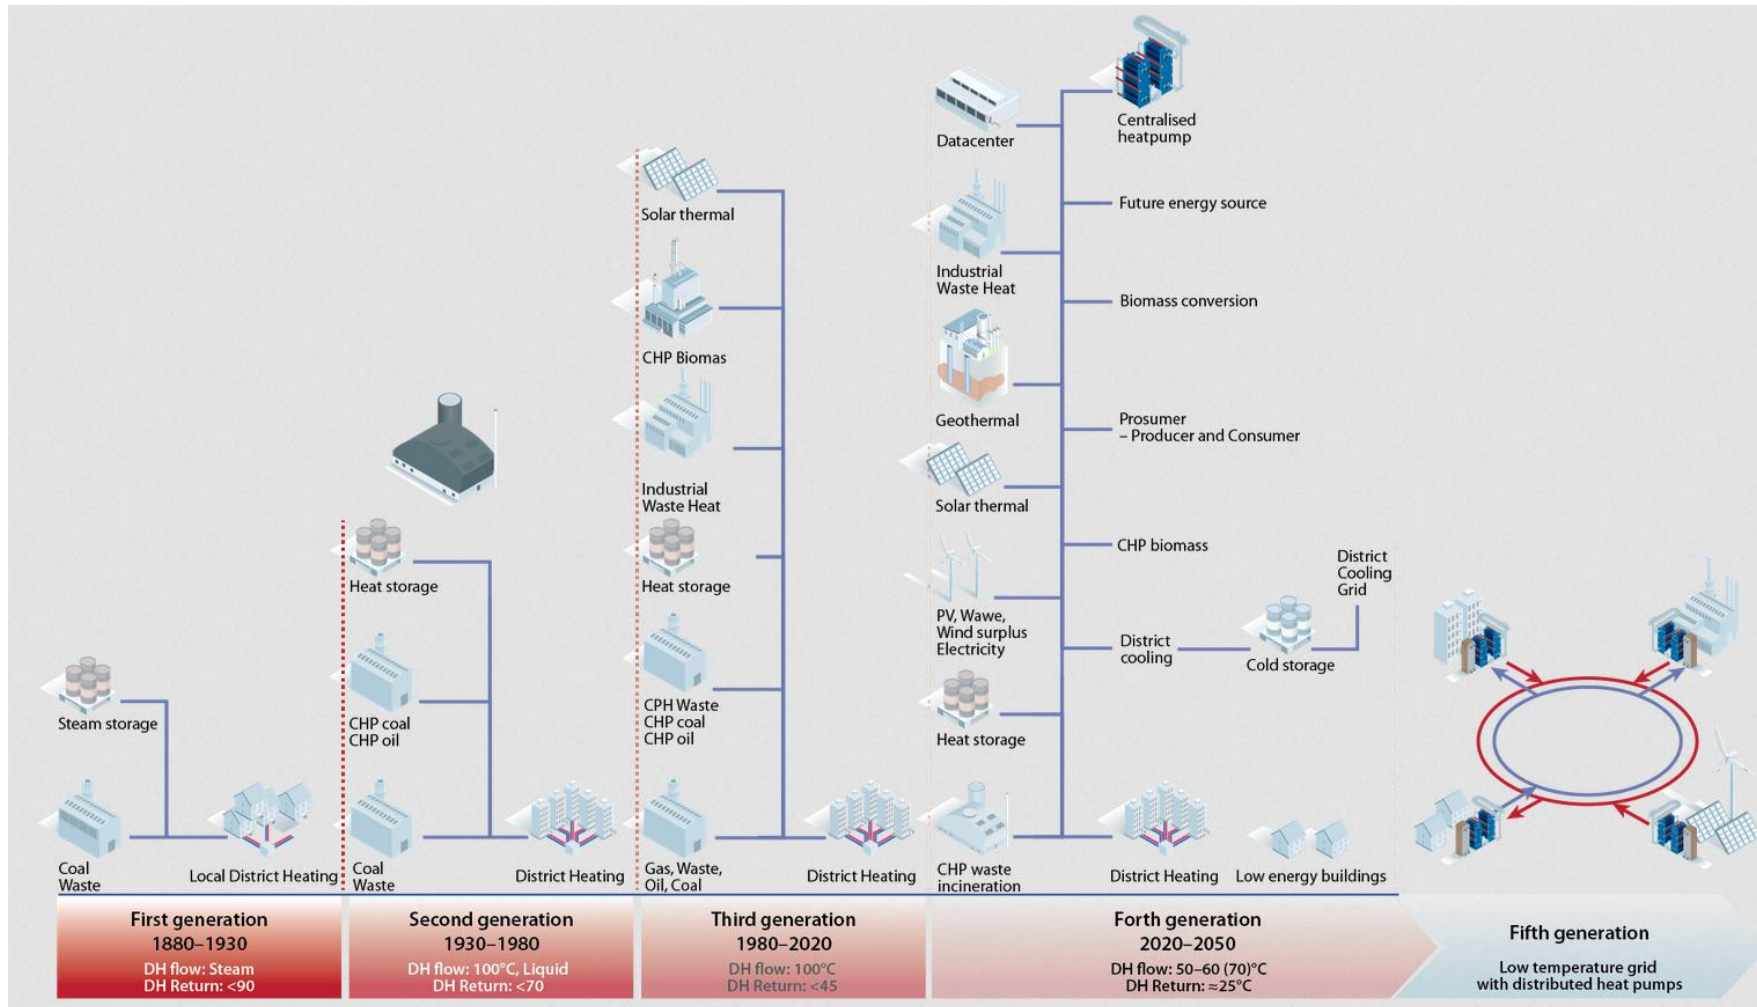 Steam storage
Coal
Waste
Local District Heating
Heat storage
CHP coal
CHP oil
Coal
Waste
District Heating
Solar thermal
CHP Biomas
Industrial
Waste Heat
Heat storage
CPH Waste
CHP coal
CHP oil
Gas, Waste,
Oil, Coal
District Heating
Datacenter
Industrial
Waste Heat
Geothermal
Solar thermal
PV, Wawe,
Wind surplus
Electricity
Heat storage
CHP waste
incineration
Centralised
heatpump
Future energy source
Biomass conversion
Prosumer
– Producer and Consumer
CHP biomass
District
cooling
Cold storage
District
Cooling
Grid
District Heating
Low energy buildings
First generation
1880–1930
DH flow: Steam
DH Return: <90
Second generation
1930–1980
DH flow: 100°C, Liquid
DH Return: <70
Third generation
1980–2020
DH flow: 100°C
DH Return: <45
Forth generation
2020–2050
DH flow: 50–60 (70)°C
DH Return: ≈25°C
Fifth generation
Low temperature grid
with distributed heat pumps